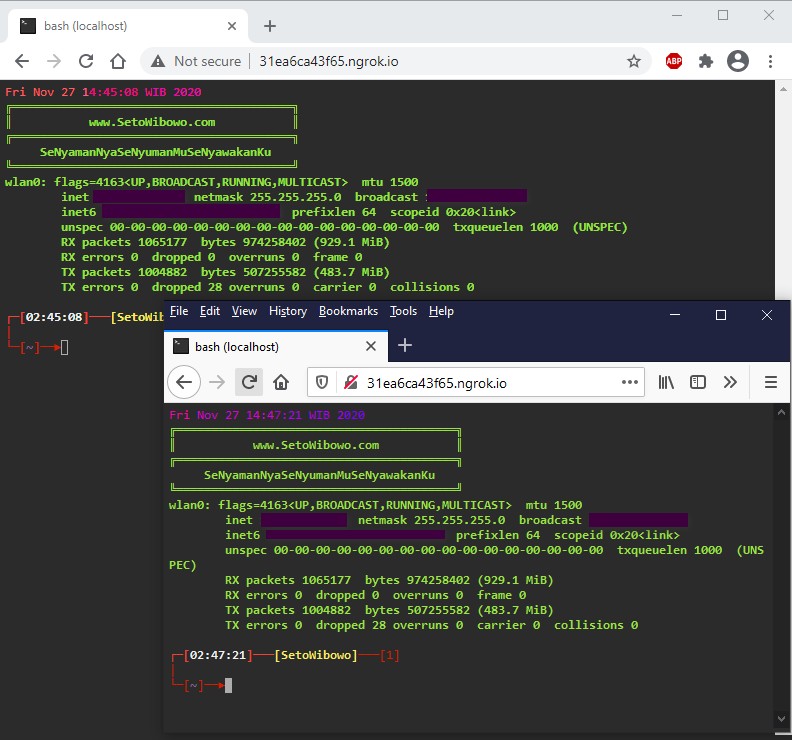 bash (localhost)
Not secure 31ea6ca43f65.ngrok.io
ABP
Fri Nov 27 14:45:08 WIB 2020
www.SetoWibowo.com
SeNyamanNyaSeNyumanMuSeNyawakanKu
wlan0: flags=4163<UP,BROADCAST,RUNNING,MULTICAST> mtu 1500
inet netmask 255.255.255.0 broadcast
inet6 prefixlen 64 scopeid 0x20<link>
unspec 00-00-00-00-00-00-00-00-00-00-00-00-00-00-00-00 txqueuelen 1000 (UNSPEC)
RX packets 1065177 bytes 974258402 (929.1 MiB)
RX errors 0 dropped 0 overruns 0 frame 0
TX packets 1004882 bytes 507255582 (483.7 MiB)
TX errors 0 dropped 28 overruns 0 carrier 0 collisions 0
[02:45:08] [SetoWib
[~]
File Edit View History Bookmarks Tools Help
bash (localhost)
31ea6ca43f65.ngrok.io
Fri Nov 27 14:47:21 WIB 2020
www.SetoWibowo.com
SeNyamanNyaSeNyumanMuSeNyawakanKu
wlan0: flags=4163<UP,BROADCAST,RUNNING,MULTICAST> mtu 1500
inet netmask 255.255.255.0 broadcast
inet6 prefixlen 64 scopeid 0x20<link>
unspec 00-00-00-00-00-00-00-00-00-00-00-00-00-00-00-00 txqueuelen 1000 (UNS
PEC)
RX packets 1065177 bytes 974258402 (929.1 MiB)
RX errors 0 dropped 0 overruns 0 frame 0
TX packets 1004882 bytes 507255582 (483.7 MiB)
TX errors 0 dropped 28 overruns 0 carrier 0 collisions 0
[02:47:21] [SetoWibowo] [1]
[~]